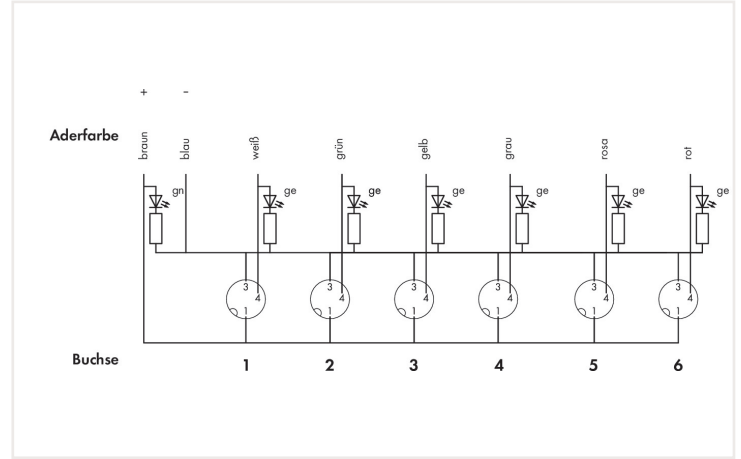 + –
Aderfarbe braun blau weiß grün gelb grau rosa rot
gn ge ge ge ge ge ge
3 3 3 3 3 3
4 4 4 4 4 4
1 1 1 1 1 1
Buchse 1 2 3 4 5 6